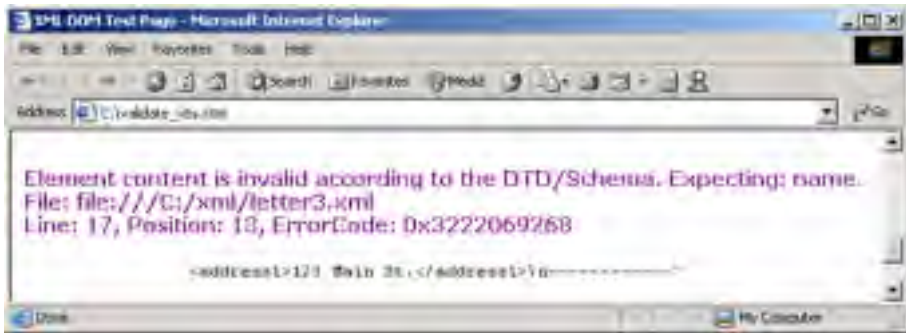 XML DOM Test Page - Microsoft Internet Explorer
File Edit View Favorites Tools Help
Search Favorites Media
Address
Go
Element content is invalid according to the DTD/Schema. Expecting: name.
File: file:///C:/xml/letter3.xml
Line: 17, Position: 13, ErrorCode: 0x3222069268
<address1>123 Main St.</address1>\n------------^
Done
My Computer